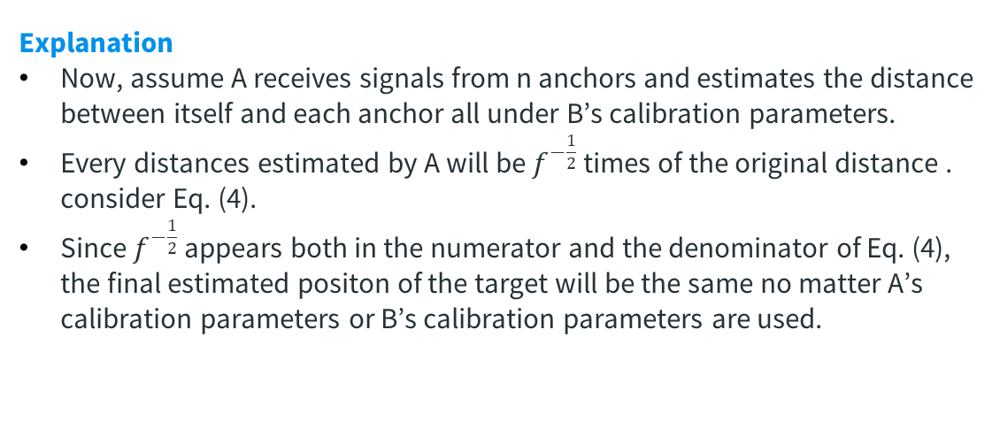 Explanation
• Now, assume A receives signals from n anchors and estimates the distance
between itself and each anchor all under B’s calibration parameters.
• Every distances estimated by A will be f^{-\frac{1}{2}} times of the original distance .
consider Eq. (4).
• Since f^{-\frac{1}{2}} appears both in the numerator and the denominator of Eq. (4),
the final estimated positon of the target will be the same no matter A’s
calibration parameters or B’s calibration parameters are used.